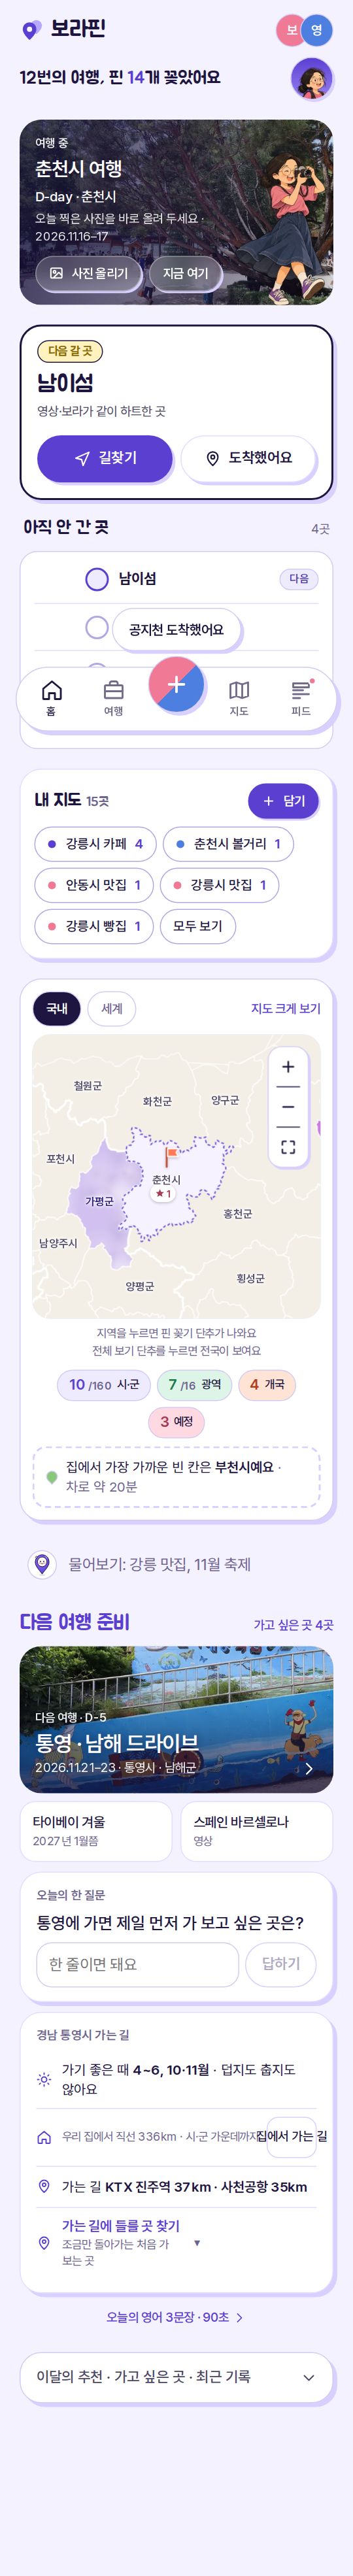 보라핀
보 영
12번의 여행, 핀 14개 꽂았어요
여행 중
춘천시 여행
D-day · 춘천시
오늘 찍은 사진을 바로 올려 두세요 ·
2026.11.16–17
사진 올리기
지금 여기
다음 갈 곳
남이섬
영상·보라가 같이 하트한 곳
길찾기
도착했어요
아직 안 간 곳
4곳
남이섬
다음
공지천 도착했어요
홈
여행
지도
피드
내 지도 15곳
담기
강릉시 카페 4
춘천시 볼거리 1
안동시 맛집 1
강릉시 맛집 1
강릉시 빵집 1
모두 보기
국내
세계
지도 크게 보기
철원군
화천군
양구군
포천시
춘천시
★ 1
가평군
홍천군
남양주시
양평군
횡성군
지역을 누르면 핀 꽂기 단추가 나와요
전체 보기 단추를 누르면 전국이 보여요
10 /160 시·군
7 /16 광역
4 개국
3 예정
집에서 가장 가까운 빈 칸은 부천시예요 ·
차로 약 20분
물어보기: 강릉 맛집, 11월 축제
다음 여행 준비
가고 싶은 곳 4곳
다음 여행 · D-5
통영 · 남해 드라이브
2026.11.21–23 · 통영시 · 남해군
타이베이 겨울
2027년 1월쯤
스페인 바르셀로나
영상
오늘의 한 질문
통영에 가면 제일 먼저 가 보고 싶은 곳은?
한 줄이면 돼요
답하기
경남 통영시 가는 길
가기 좋은 때 4~6, 10·11월 · 덥지도 춥지도
않아요
우리 집에서 직선 336km · 시·군 가운데까지
집에서 가는 길
가는 길 KTX 진주역 37km · 사천공항 35km
가는 길에 들를 곳 찾기
조금만 돌아가는 처음 가
보는 곳
오늘의 영어 3문장 · 90초
이달의 추천 · 가고 싶은 곳 · 최근 기록